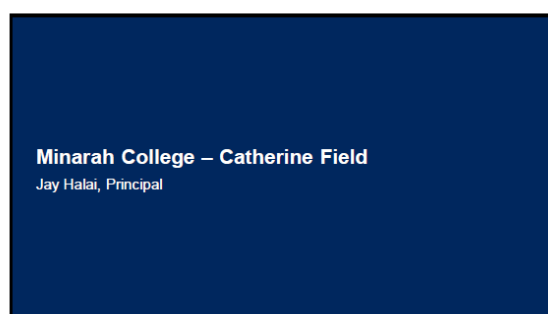 Minarah College – Catherine Field
Jay Halai, Principal